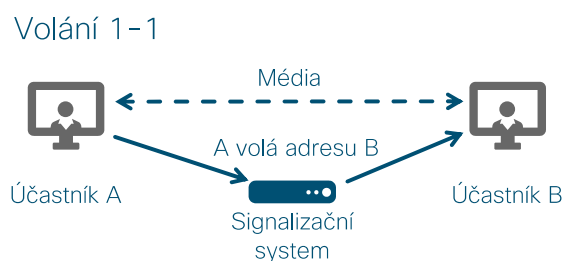 Volání 1-1
Média
A volá adresu B
Účastník A
Účastník B
Signalizační
system